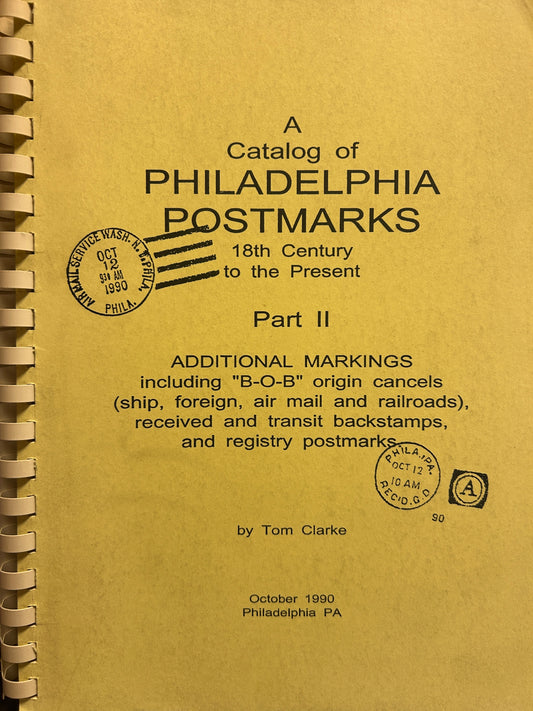 A
Catalog of
PHILADELPHIA
POSTMARKS
18th Century
to the Present
AIR MAIL SERVICE WASH. N.Y. PHILA.
OCT
12
930 AM
1990
PHILA.
Part II
ADDITIONAL MARKINGS
including "B-O-B" origin cancels
(ship, foreign, air mail and railroads),
received and transit backstamps,
and registry postmarks.
PHILA., PA.
OCT 12
10 AM
REC'D. G.D
A
90
by Tom Clarke
October 1990
Philadelphia PA